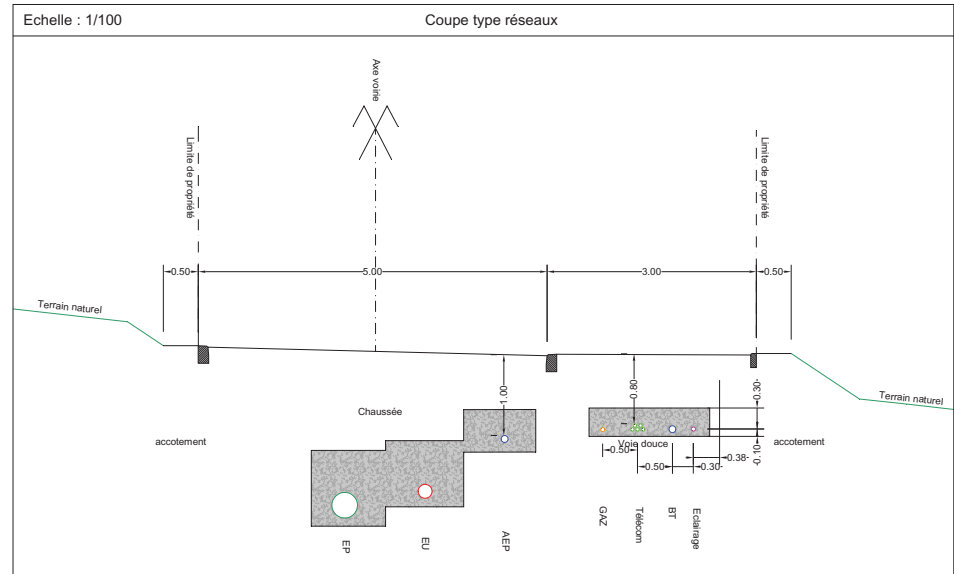 Echelle : 1/100
Coupe type réseaux
Axe voirie
Limite de propriété
Limite de propriété
0.50
5.00
3.00
0.50
Terrain naturel
1.00
0.80
0.30
Terrain naturel
Chaussée
accotement
Voie douce
accotement
0.10
0.50
0.38
0.50
0.30
EP
EU
AEP
GAZ
Télécom
BT
Eclairage